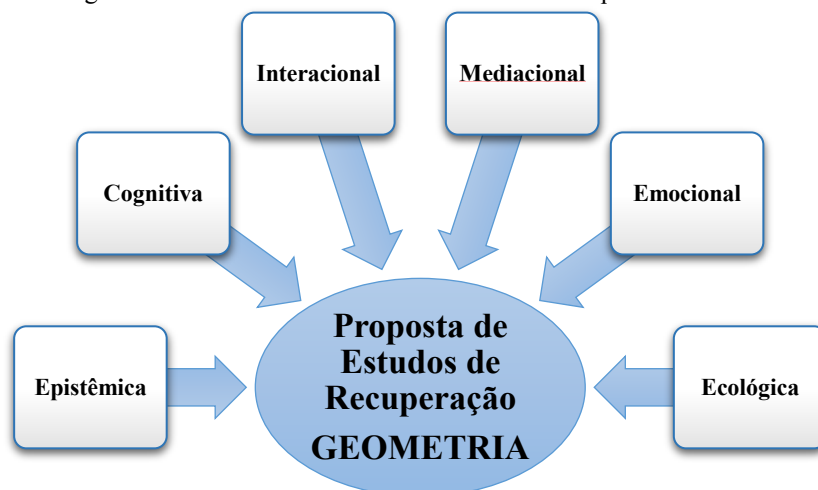 Interacional
Mediacional
Cognitiva
Emocional
Epistêmica
Proposta de
Estudos de
Recuperação
GEOMETRIA
Ecológica